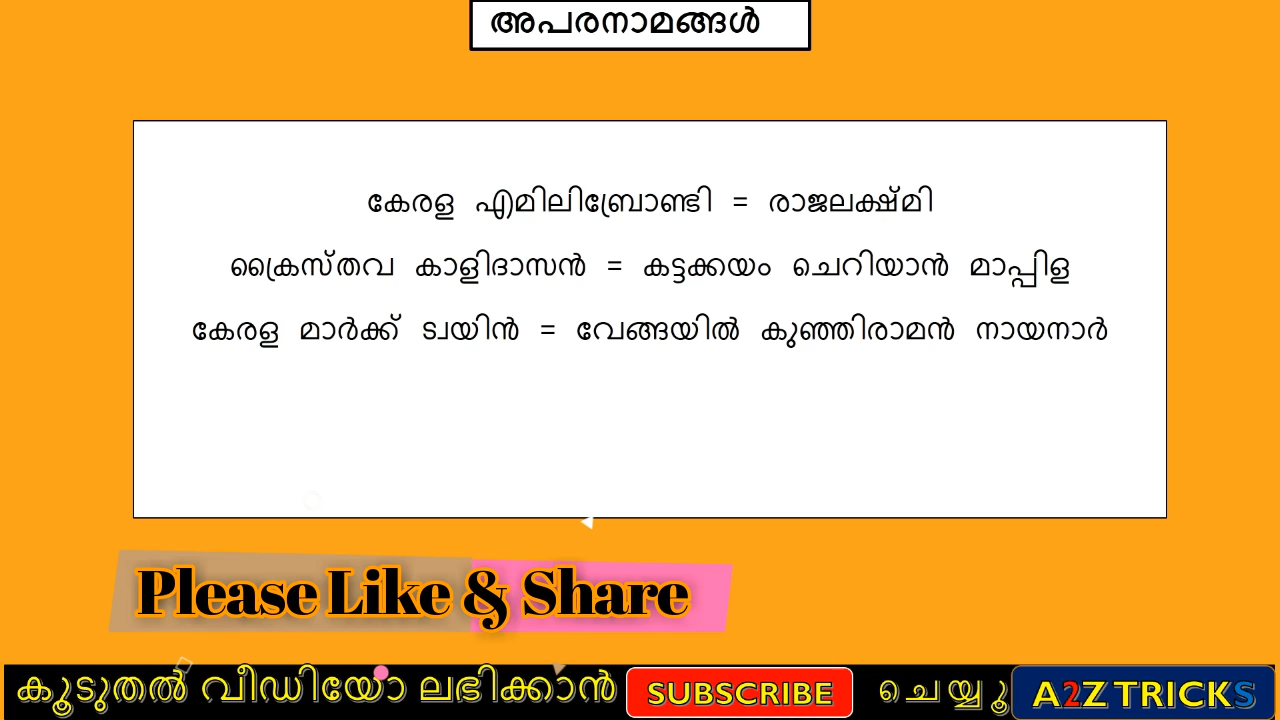 അപരനാമങ്ങൾ
കേരള എമിലിബ്രോണ്ടി = രാജലക്ഷ്മി
ക്രൈസ്തവ കാളിദാസൻ = കട്ടക്കയം ചെറിയാൻ മാപ്പിള
കേരള മാർക്ക് ട്വയിൻ = വേങ്ങയിൽ കുഞ്ഞിരാമൻ നായനാർ
Please Like & Share
കൂടുതൽ വീഡിയോ ലഭിക്കാൻ SUBSCRIBE ചെയ്യൂ A2Z TRICKS